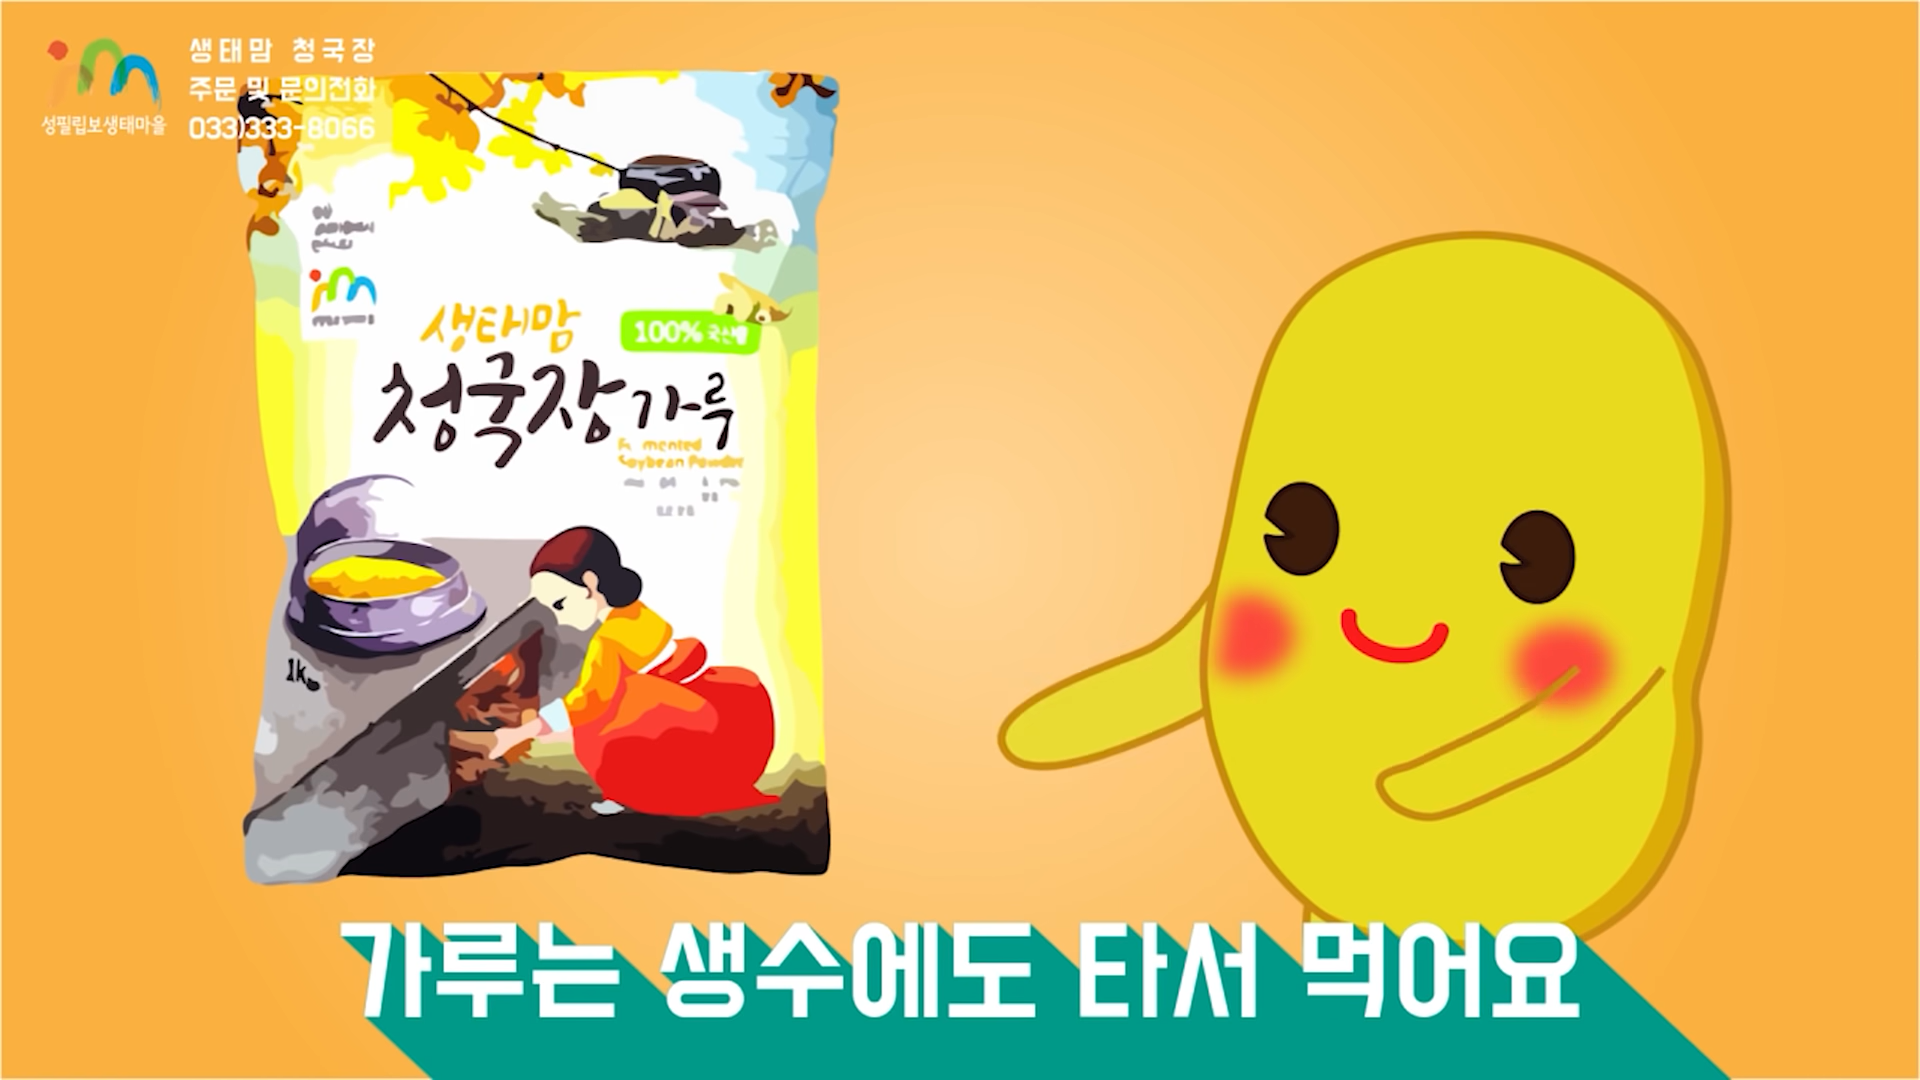 생태맘 청국장
주문 및 문의전화
033)333-8066
성필립보생태마을
생태맘
100% 국산
청국장 가루
Soybean Powder
가루는 생수에도 타서 먹어요